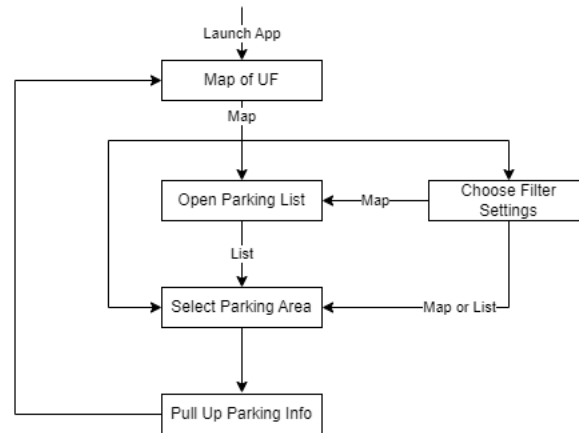 Launch App
Map of UF
Map
Open Parking List
Map
Choose Filter
Settings
List
Select Parking Area
Map or List
Pull Up Parking Info